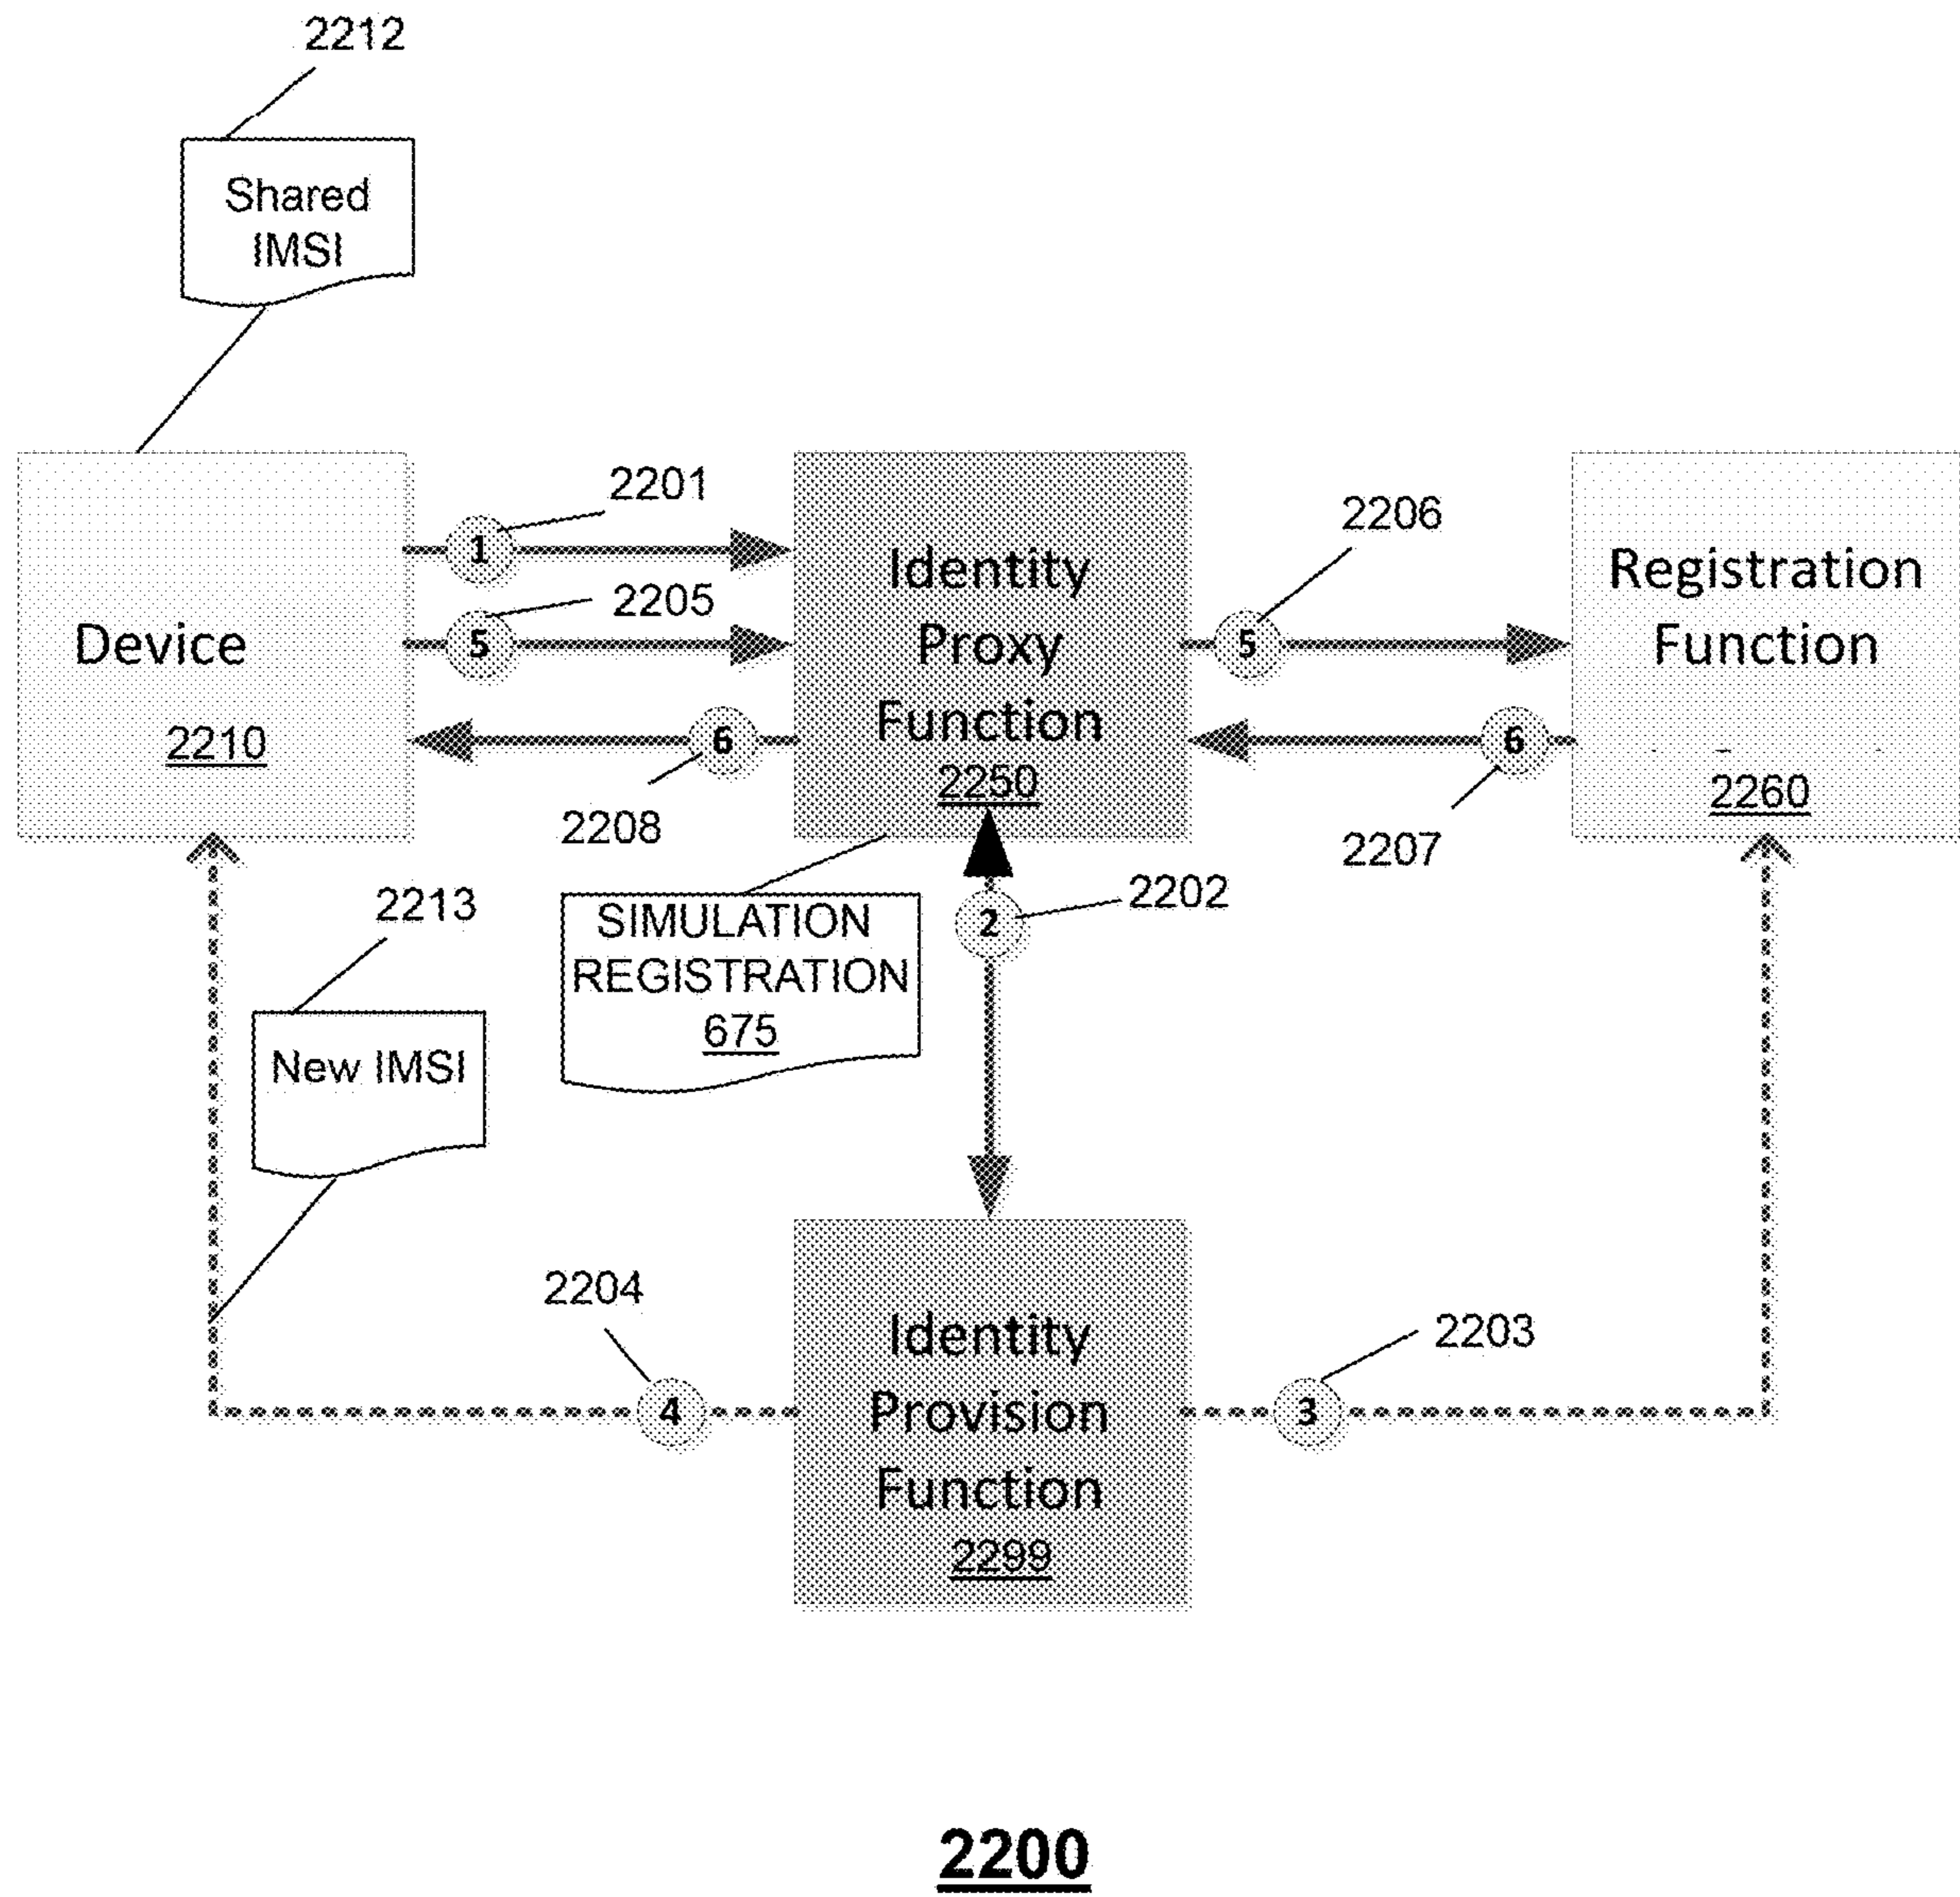 2212
Shared
IMSI
2201
1
2205
5
2206
5
Device
2210
Identity
Proxy
Function
2250
Registration
Function
2260
6
2208
6
2207
2213
New IMSI
SIMULATION
REGISTRATION
675
2
2202
2204
4
2203
3
Identity
Provision
Function
2299
2200